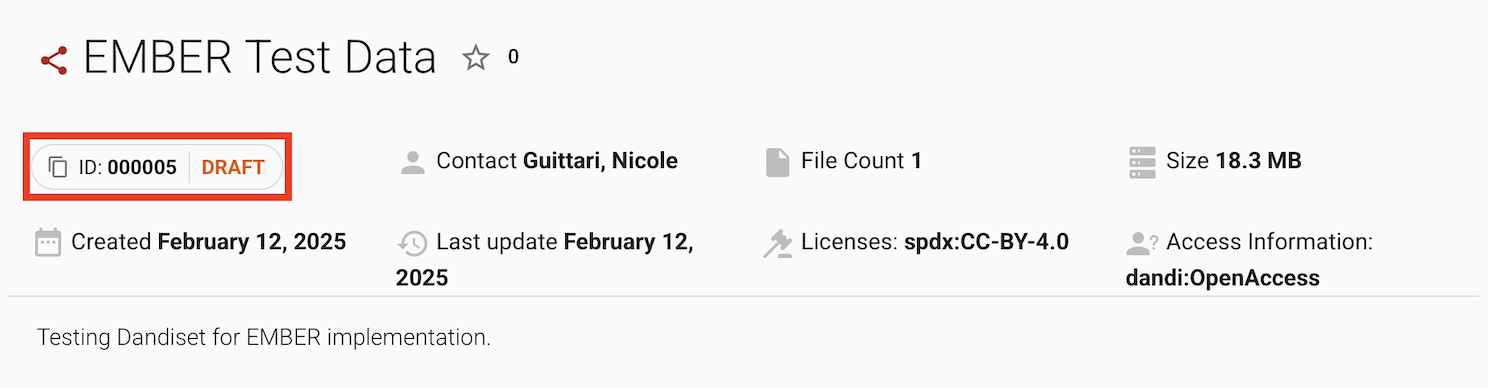 EMBER Test Data 0
ID: 000005 DRAFT
Contact Guittari, Nicole
File Count 1
Size 18.3 MB
Created February 12, 2025
Last update February 12,
2025
Licenses: spdx:CC-BY-4.0
Access Information:
dandi:OpenAccess
Testing Dandiset for EMBER implementation.